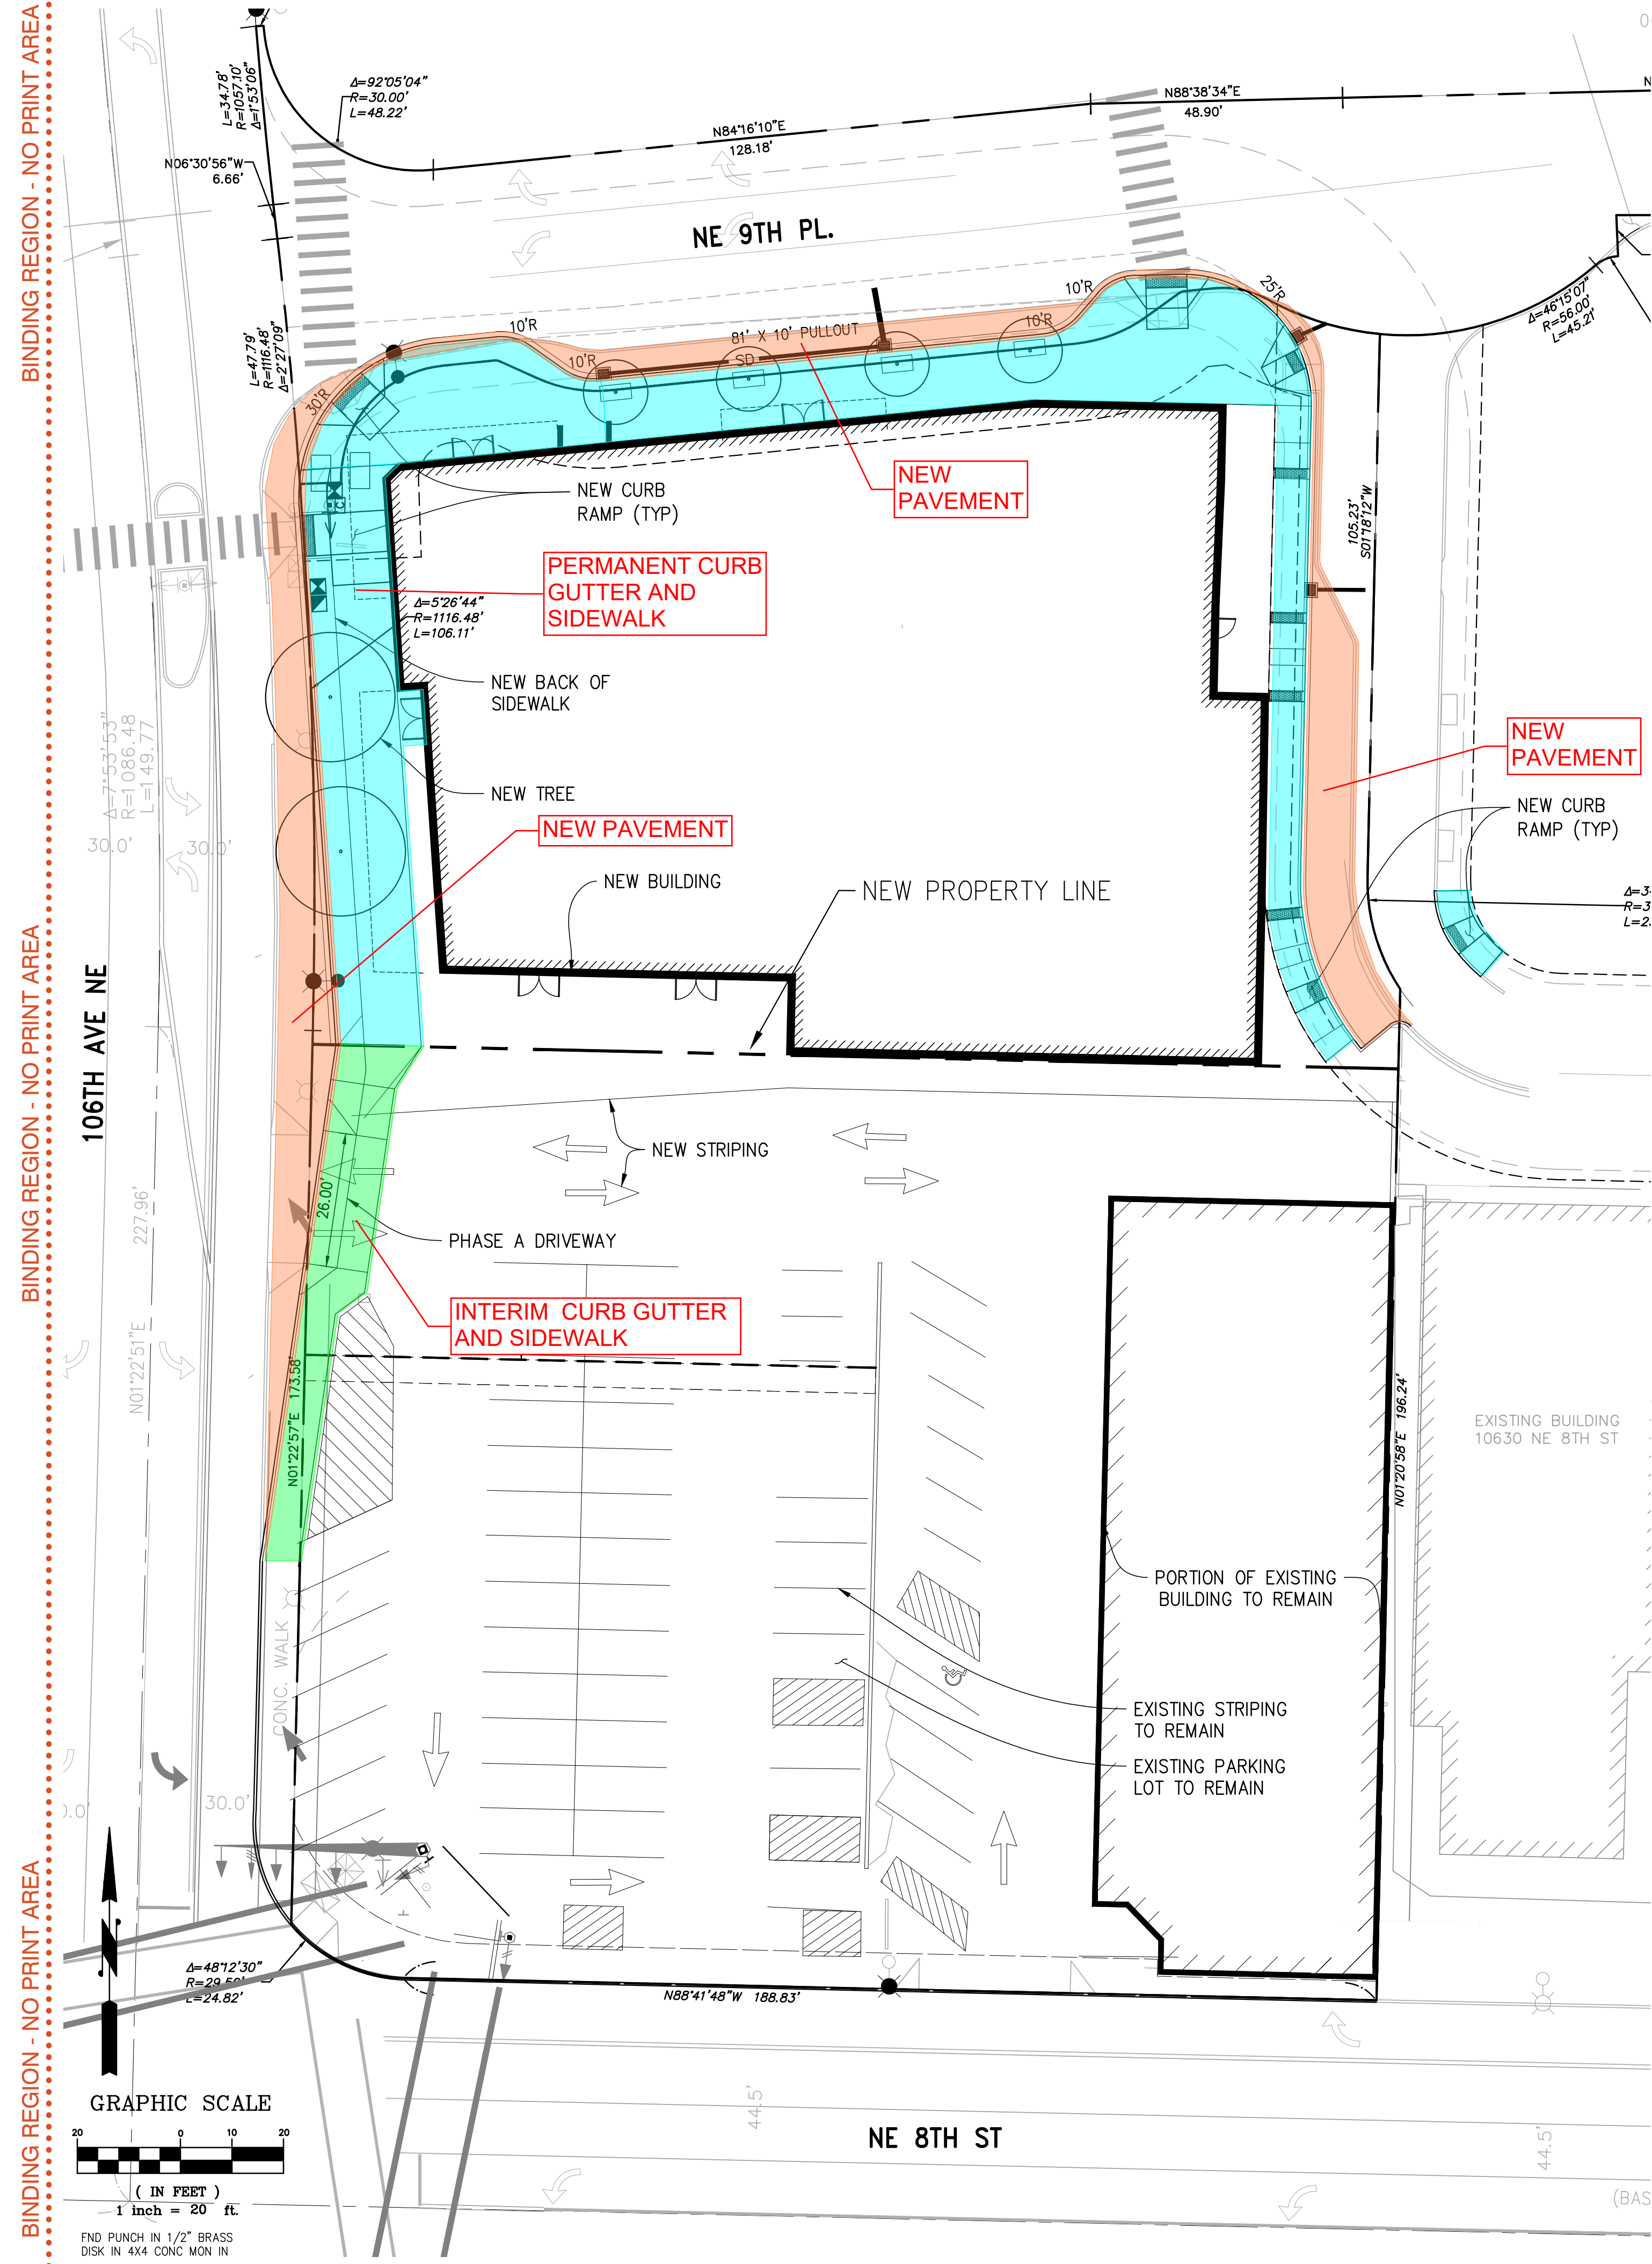 BINDING REGION - NO PRINT AREA
BINDING REGION - NO PRINT AREA
BINDING REGION - NO PRINT AREA
L=34.78'
R=1057.10'
Δ=1°53'06"
Δ=92°05'04"
R=30.00'
L=48.22'
N06°30'56"W
6.66'
N84°16'10"E
128.18'
N88°38'34"E
48.90'
NE 9TH PL.
L=47.79'
R=1116.48'
Δ=2°27'09"
30'R
10'R
10'R
81' X 10' PULLOUT
SD
10'R
10'R
25'R
Δ=46°15'07"
R=56.00'
L=45.21'
NEW CURB
RAMP (TYP)
NEW
PAVEMENT
105.23'
S01°18'12"W
PERMANENT CURB
GUTTER AND
SIDEWALK
Δ=5°26'44"
R=1116.48'
L=106.11'
NEW BACK OF
SIDEWALK
Δ=7°53'53"
R=1086.48
L=149.77
30.0'
30.0'
NEW TREE
NEW PAVEMENT
NEW
PAVEMENT
NEW CURB
RAMP (TYP)
NEW BUILDING
NEW PROPERTY LINE
106TH AVE NE
NEW STRIPING
26.00'
PHASE A DRIVEWAY
227.96'
N01°22'51"E
INTERIM CURB GUTTER
AND SIDEWALK
N01°22'57"E 173.58'
N01°20'58"E 196.24'
EXISTING BUILDING
10630 NE 8TH ST
PORTION OF EXISTING
BUILDING TO REMAIN
CONC. WALK
EXISTING STRIPING
TO REMAIN
EXISTING PARKING
LOT TO REMAIN
30.0'
Δ=48°12'30"
R=29.50'
L=24.82'
N88°41'48"W 188.83'
GRAPHIC SCALE
20 0 10 20
( IN FEET )
1 inch = 20 ft.
44.5'
NE 8TH ST
44.5'
(BAS
FND PUNCH IN 1/2" BRASS
DISK IN 4X4 CONC MON IN